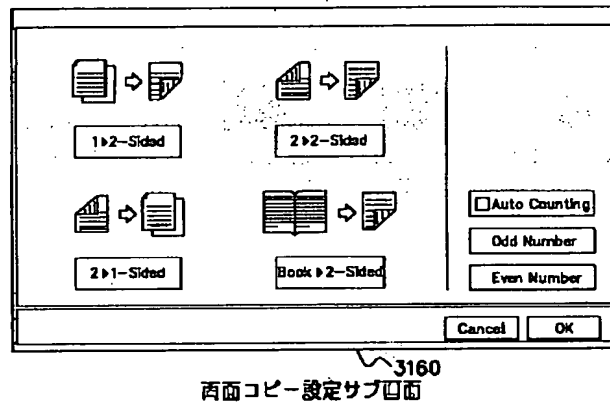 1▶2-Sided
2▶2-Sided
2▶1-Sided
Book▶2-Sided
Auto Counting
Odd Number
Even Number
Cancel
OK
3160
両面コピー設定サブ画面